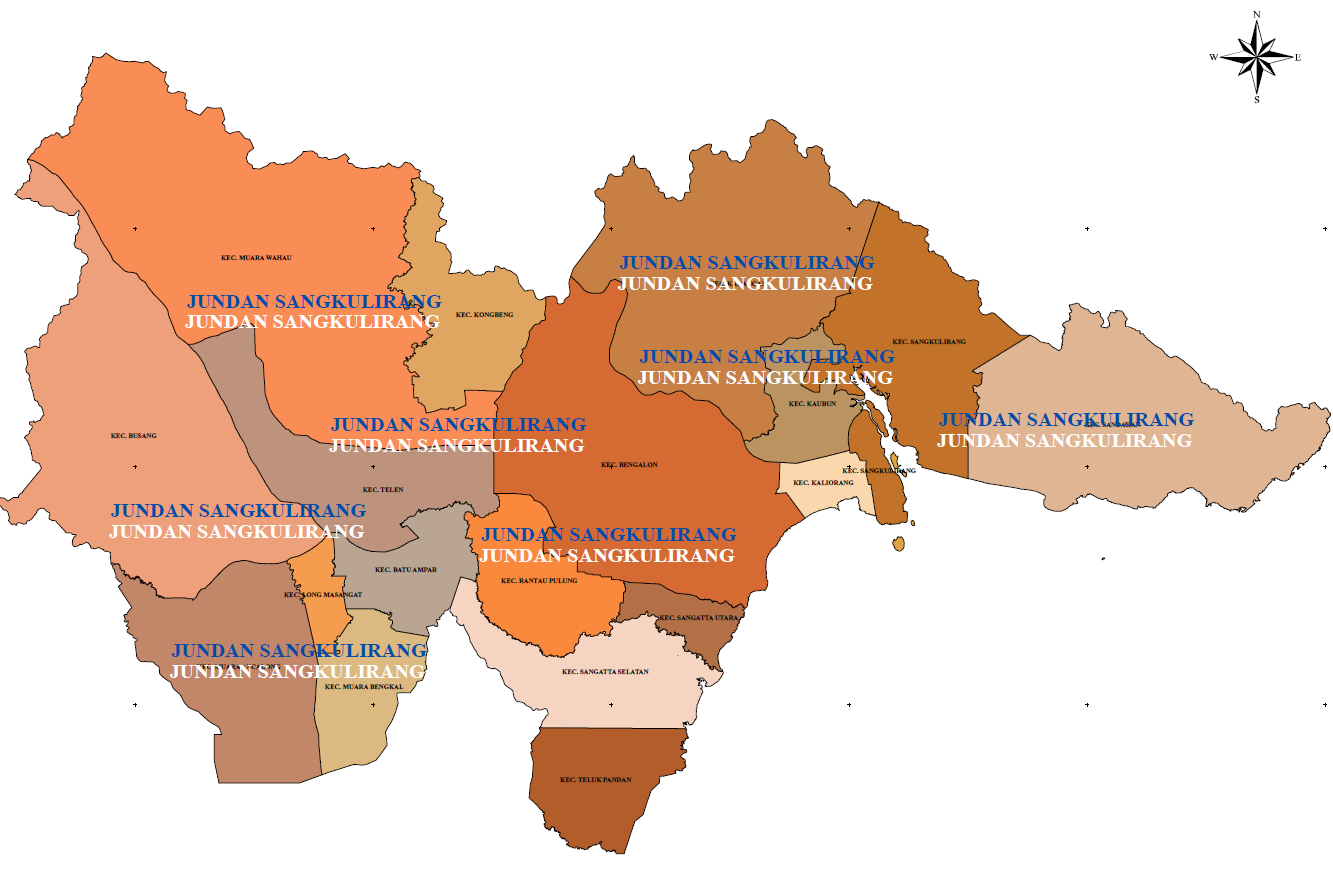 N
W E
S
KEC. MUARA WAHAU
JUNDAN SANGKULIRANG
JUNDAN SANGKULIRANG
JUNDAN SANGKULIRANG
JUNDAN SANGKULIRANG
KEC. KONGBENG
KEC. SANGKULIRANG
JUNDAN SANGKULIRANG
JUNDAN SANGKULIRANG
KEC. KAUBUN
JUNDAN SANGKULIRANG
JUNDAN SANGKULIRANG
JUNDAN SANGKULIRANG
JUNDAN SANGKULIRANG
KEC. BUSANG
KEC. BENGALON
KEC. SANGKULIRANG
KEC. KALIORANG
KEC. TELEN
JUNDAN SANGKULIRANG
JUNDAN SANGKULIRANG
JUNDAN SANGKULIRANG
JUNDAN SANGKULIRANG
KEC. BATU AMPAR
KEC. RANTAU PULUNG
KEC. LONG MASANGAT
KEC. SANGATTA UTARA
JUNDAN SANGKULIRANG
JUNDAN SANGKULIRANG
KEC. SANGATTA SELATAN
KEC. MUARA BENGKAL
KEC. TELUK PANDAN